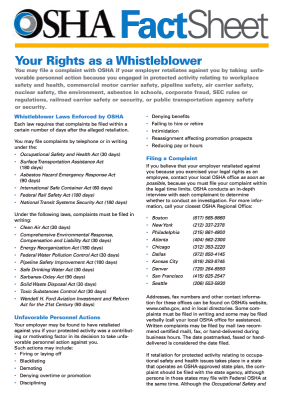 OSHA FactSheet
Your Rights as a Whistleblower
You may file a complaint with OSHA if your employer retaliates against you by taking unfavorable personnel action because you engaged in protected activity relating to workplace
safety and health, commercial motor carrier safety, pipeline safety, air carrier safety,
nuclear safety, the environment, asbestos in schools, corporate fraud, SEC rules or
regulations, railroad carrier safety or security, or public transportation agency safety
or security.
Whistleblower Laws Enforced by OSHA
Each law requires that complaints be filed within a
certain number of days after the alleged retaliation.
You may file complaints by telephone or in writing
under the:
• Occupational Safety and Health Act (30 days)
• Surface Transportation Assistance Act
(180 days)
• Asbestos Hazard Emergency Response Act
(90 days)
• International Safe Container Act (60 days)
• Federal Rail Safety Act (180 days)
• National Transit Systems Security Act (180 days)
Under the following laws, complaints must be filed in
writing:
• Clean Air Act (30 days)
• Comprehensive Environmental Response,
Compensation and Liability Act (30 days)
• Energy Reorganization Act (180 days)
• Federal Water Pollution Control Act (30 days)
• Pipeline Safety Improvement Act (180 days)
• Safe Drinking Water Act (30 days)
• Sarbanes-Oxley Act (90 days)
• Solid Waste Disposal Act (30 days)
• Toxic Substances Control Act (30 days)
• Wendell H. Ford Aviation Investment and Reform
Act for the 21st Century (90 days)
Unfavorable Personnel Actions
Your employer may be found to have retaliated
against you if your protected activity was a contributing or motivating factor in its decision to take unfavorable personnel action against you.
Such actions may include:
• Firing or laying off
• Blacklisting
• Demoting
• Denying overtime or promotion
• Disciplining
• Denying benefits
• Failing to hire or rehire
• Intimidation
• Reassignment affecting promotion prospects
• Reducing pay or hours
Filing a Complaint
If you believe that your employer retaliated against
you because you exercised your legal rights as an
employee, contact your local OSHA office as soon as
possible, because you must file your complaint within
the legal time limits. OSHA conducts an in-depth
interview with each complainant to determine
whether to conduct an investigation. For more information, call your closest OSHA Regional Office:
• Boston (617) 565-9860
• New York (212) 337-2378
• Philadelphia (215) 861-4900
• Atlanta (404) 562-2300
• Chicago (312) 353-2220
• Dallas (972) 850-4145
• Kansas City (816) 283-8745
• Denver (720) 264-6550
• San Francisco (415) 625-2547
• Seattle (206) 553-5930
Addresses, fax numbers and other contact information for these offices can be found on OSHA's website,
www.osha.gov, and in local directories. Some complaints must be filed in writing and some may be filed
verbally (call your local OSHA office for assistance).
Written complaints may be filed by mail (we recommend certified mail), fax, or hand-delivered during
business hours. The date postmarked, faxed or hand-delivered is considered the date filed.
If retaliation for protected activity relating to occupational safety and health issues takes place in a state
that operates an OSHA-approved state plan, the complaint should be filed with the state agency, although
persons in those states may file with Federal OSHA at
the same time. Although the Occupational Safety and